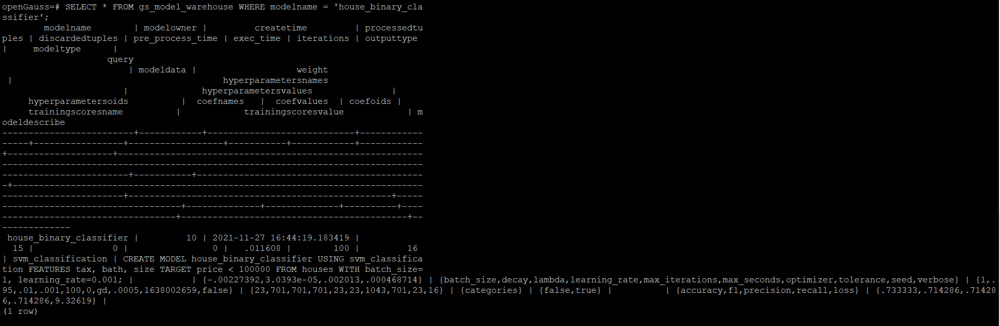 openGauss=# SELECT * FROM gs_model_warehouse WHERE modelname = 'house_binary_cla
ssifier';
        modelname        | modelowner |         createtime         | processedtu
ples | discardedtuples | pre_process_time | exec_time | iterations | outputtype
|     modeltype      |
                    query
                        | modeldata |                   weight
 |                                        hyperparametersnames
                       |              hyperparametersvalues               |
     hyperparametersoids          |  coefnames   |  coefvalues  | coefoids |
     trainingscoresname          |            trainingscoresvalue            | m
odeldescribe
-------------------------+------------+----------------------------+------------
-----+-----------------+------------------+-----------+------------+------------
+--------------------+----------------------------------------------------------
--------------------------------------------------------------------------------
------------------------+-----------+-------------------------------------------
-+------------------------------------------------------------------------------
-----------------------+--------------------------------------------------+-----
----------------------------------+--------------+--------------+----------+----
---------------------------------+-------------------------------------------+--
-------------
 house_binary_classifier |         10 | 2021-11-27 16:44:19.183419 |
  15 |               0 |                0 |   .011608 |        100 |         16
| svm_classification | CREATE MODEL house_binary_classifier USING svm_classifica
tion FEATURES tax, bath, size TARGET price < 100000 FROM houses WITH batch_size=
1, learning_rate=0.001; |           | {-.00227392,3.0393e-05,.002013,.000468714} | {batch_size,decay,lambda,learning_rate,max_iterations,max_seconds,optimizer,tolerance,seed,verbose} | {1,.
95,.01,.001,100,0,gd,.0005,1638002659,false} | {23,701,701,701,23,23,1043,701,23,16} | {categories} | {false,true} |          | {accuracy,f1,precision,recall,loss} | {.733333,.714286,.71428
6,.714286,9.32619} |
(1 row)